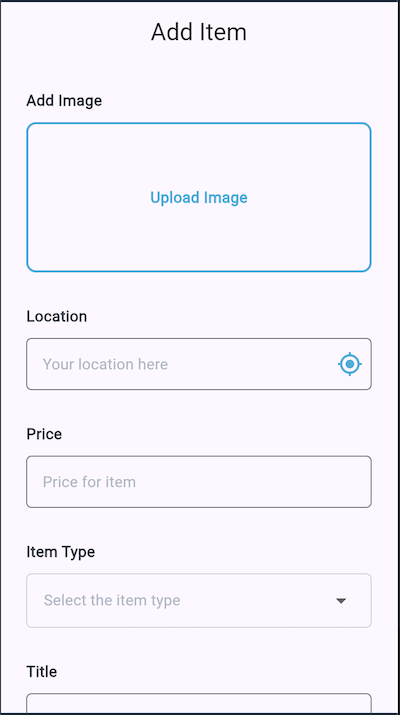 Add Item
Add Image
Upload Image
Location
Your location here
Price
Price for item
Item Type
Select the item type
Title